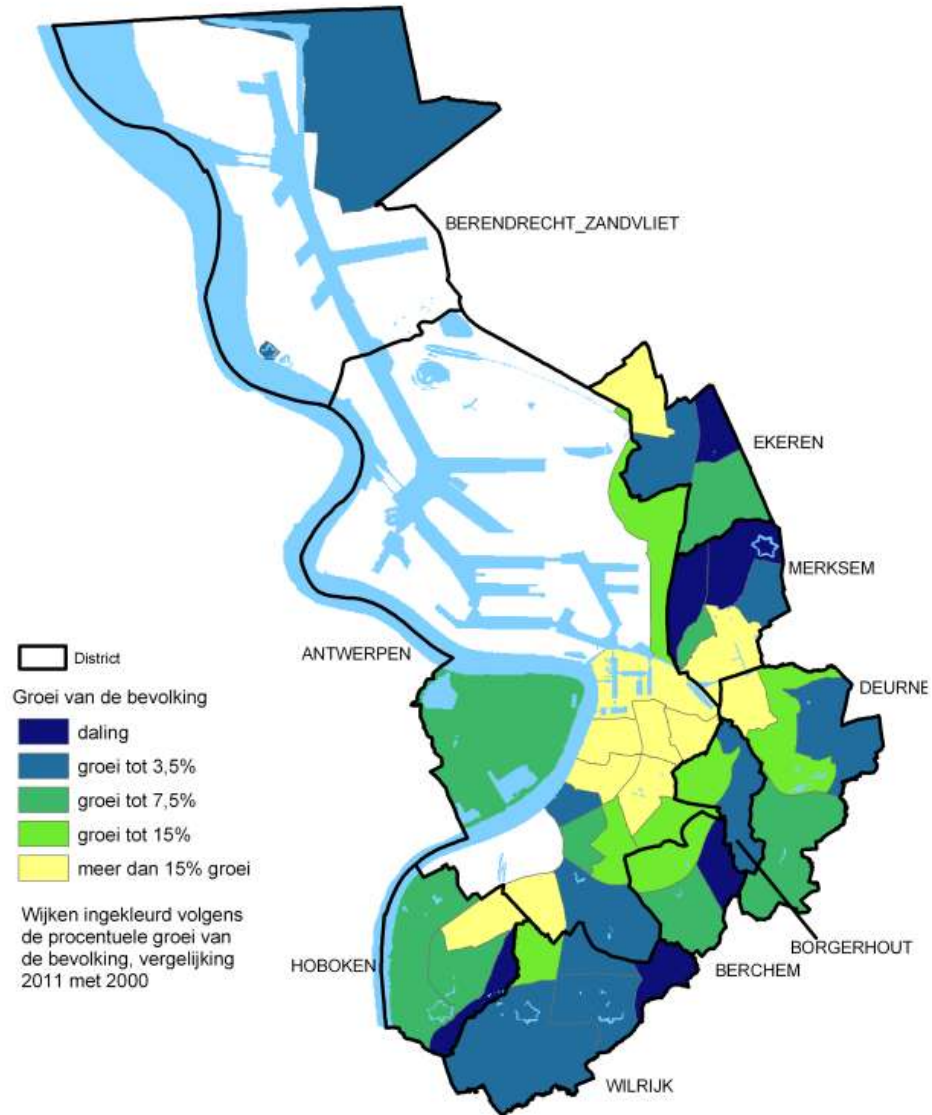 BERENDRECHT_ZANDVLIET
EKEREN
MERKSEM
ANTWERPEN
DEURNE
District
Groei van de bevolking
daling
groei tot 3,5%
groei tot 7,5%
groei tot 15%
meer dan 15% groei
Wijken ingekleurd volgens
de procentuele groei van
de bevolking, vergelijking
2011 met 2000
BORGERHOUT
HOBOKEN
BERCHEM
WILRIJK